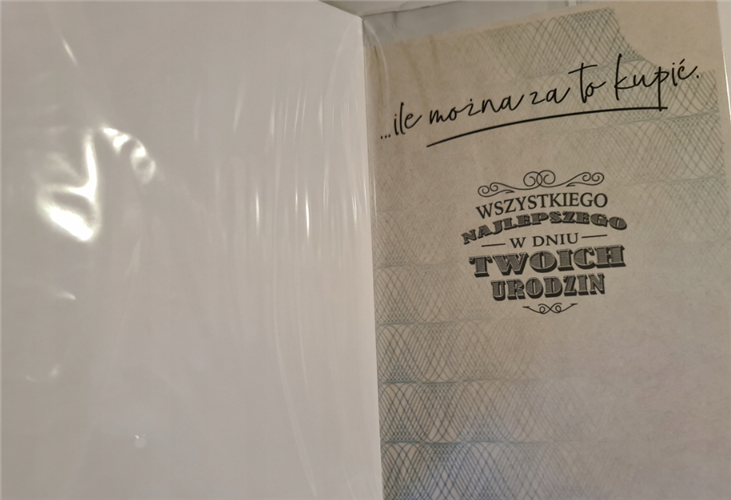 ...ile można za to kupić.
WSZYSTKIEGO
NAJLEPSZEGO
W DNIU
TWOICH
URODZIN